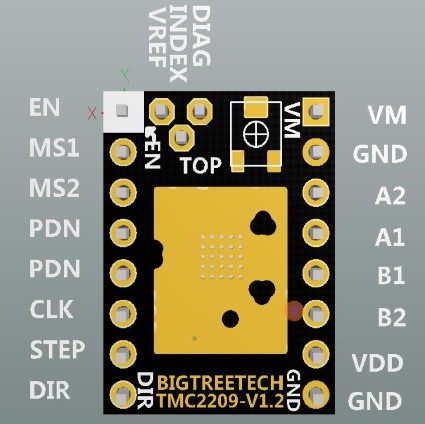 DIAG
INDEX
VREF
EN
MS1
MS2
PDN
PDN
CLK
STEP
DIR
EN
TOP
VM
VM
GND
A2
A1
B1
B2
VDD
GND
DIR
BIGTREETECH
TMC2209-V1.2
GND
X
X